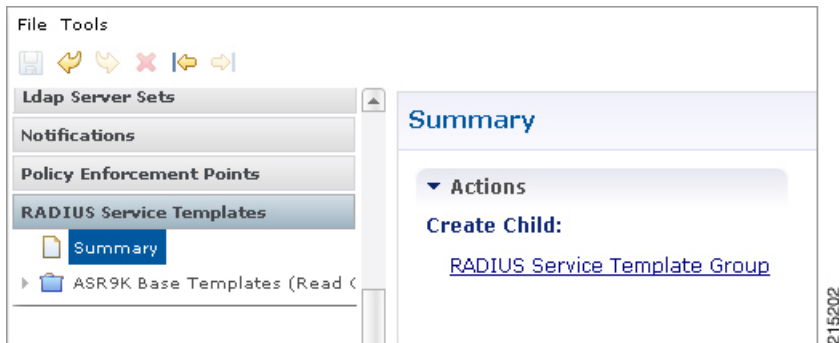 File Tools
Ldap Server Sets
Notifications
Policy Enforcement Points
RADIUS Service Templates
Summary
ASR9K Base Templates (Read
Summary
Actions
Create Child:
RADIUS Service Template Group
215202